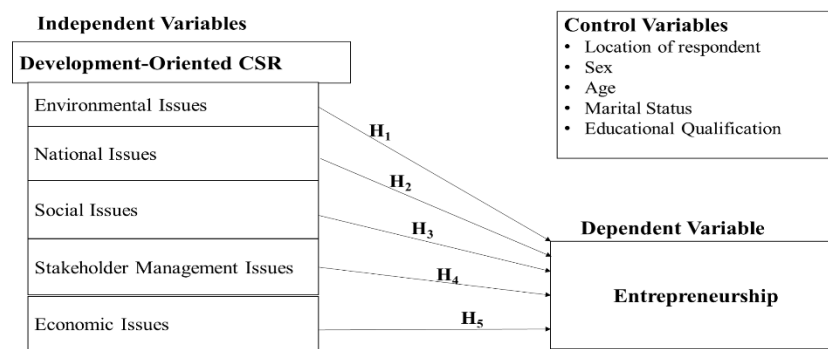 Independent Variables
Development-Oriented CSR
Environmental Issues
National Issues
Social Issues
Stakeholder Management Issues
Economic Issues
H₁
H₂
H₃
H₄
H₅
Control Variables
• Location of respondent
• Sex
• Age
• Marital Status
• Educational Qualification
Dependent Variable
Entrepreneurship